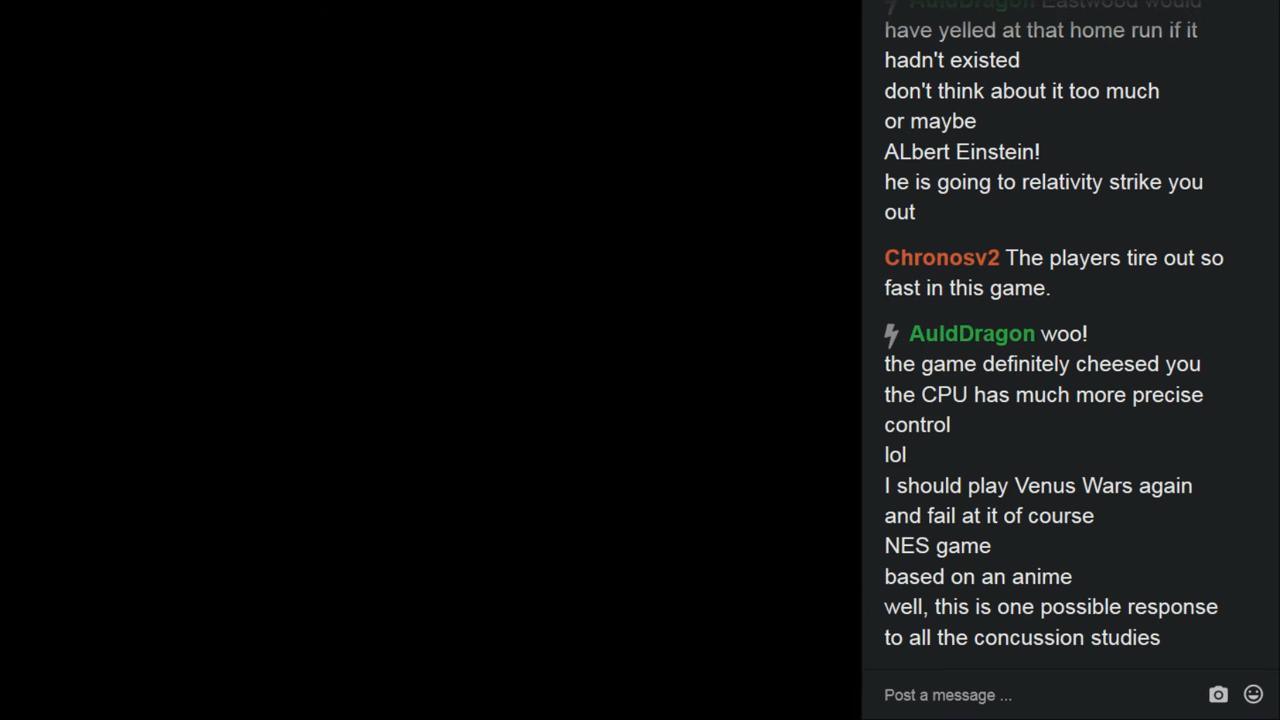 AuldDragon Eastwood would
have yelled at that home run if it
hadn't existed
don't think about it too much
or maybe
ALbert Einstein!
he is going to relativity strike you
out
Chronosv2 The players tire out so
fast in this game.
AuldDragon woo!
the game definitely cheesed you
the CPU has much more precise
control
lol
I should play Venus Wars again
and fail at it of course
NES game
based on an anime
well, this is one possible response
to all the concussion studies
Post a message ...